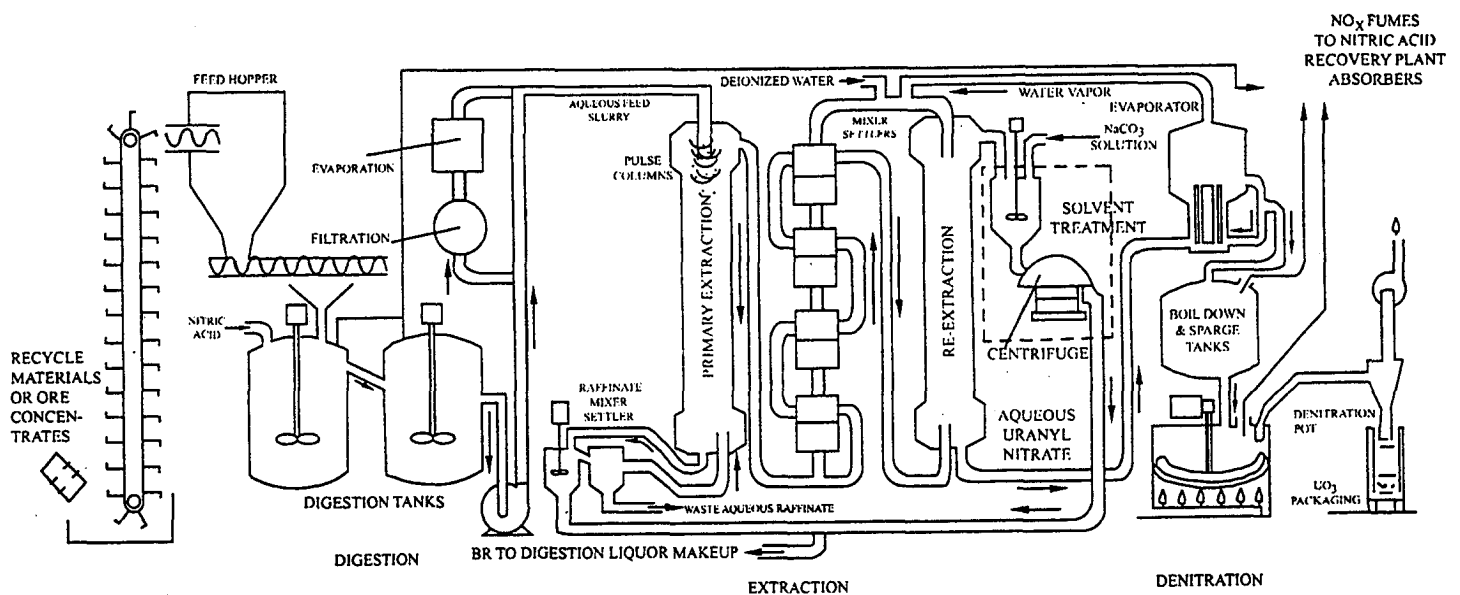 NOX FUMES
TO NITRIC ACID
RECOVERY PLANT
ABSORBERS
FEED HOPPER
DEIONIZED WATER
WATER VAPOR
EVAPORATOR
AQUEOUS FEED
SLURRY
MIXER
SETTLERS
NaCO3
SOLUTION
EVAPORATION
PULSE
COLUMNS
SOLVENT
TREATMENT
FILTRATION
PRIMARY EXTRACTION
RE-EXTRACTION
NITRIC
ACID
BOIL DOWN
& SPARGE
TANKS
CENTRIFUGE
RECYCLE
MATERIALS
OR ORE
CONCEN-
TRATES
RAFFINATE
MIXER
SETTLER
AQUEOUS
URANYL
NITRATE
DENITRATION
POT
DIGESTION TANKS
WASTE AQUEOUS RAFFINATE
UO3
PACKAGING
BR TO DIGESTION LIQUOR MAKEUP
DIGESTION
EXTRACTION
DENITRATION